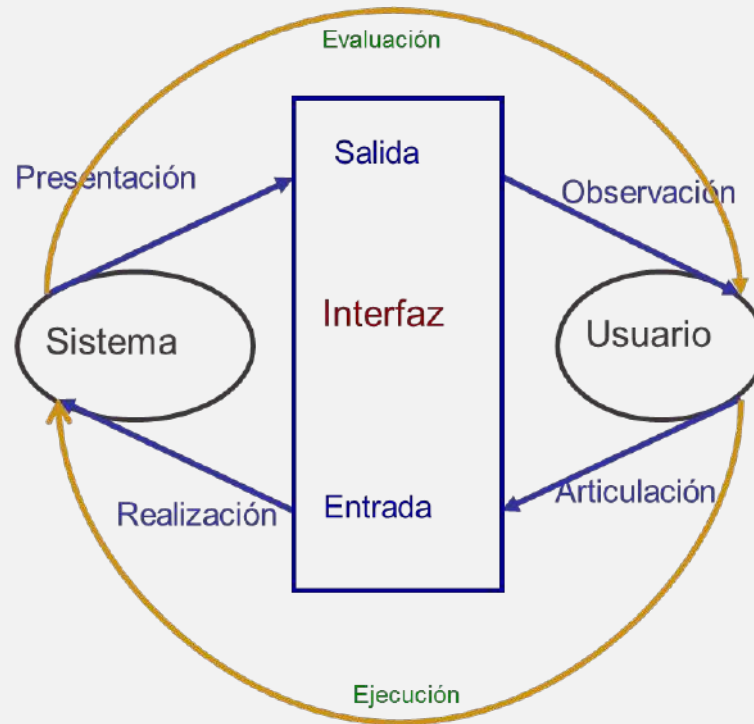 Evaluación
Salida
Presentación
Observación
Interfaz
Sistema
Usuario
Realización
Entrada
Articulación
Ejecución